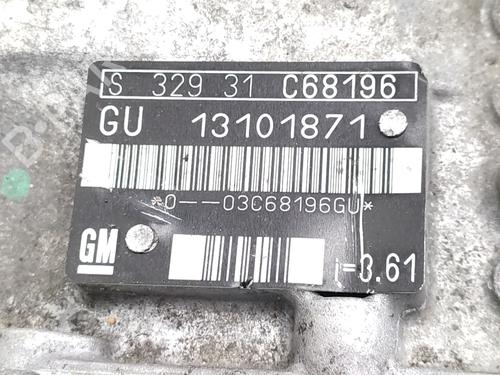 S 329 31 C68196
GU 13101871
*0——03C68196GU*
GM
i=3.61